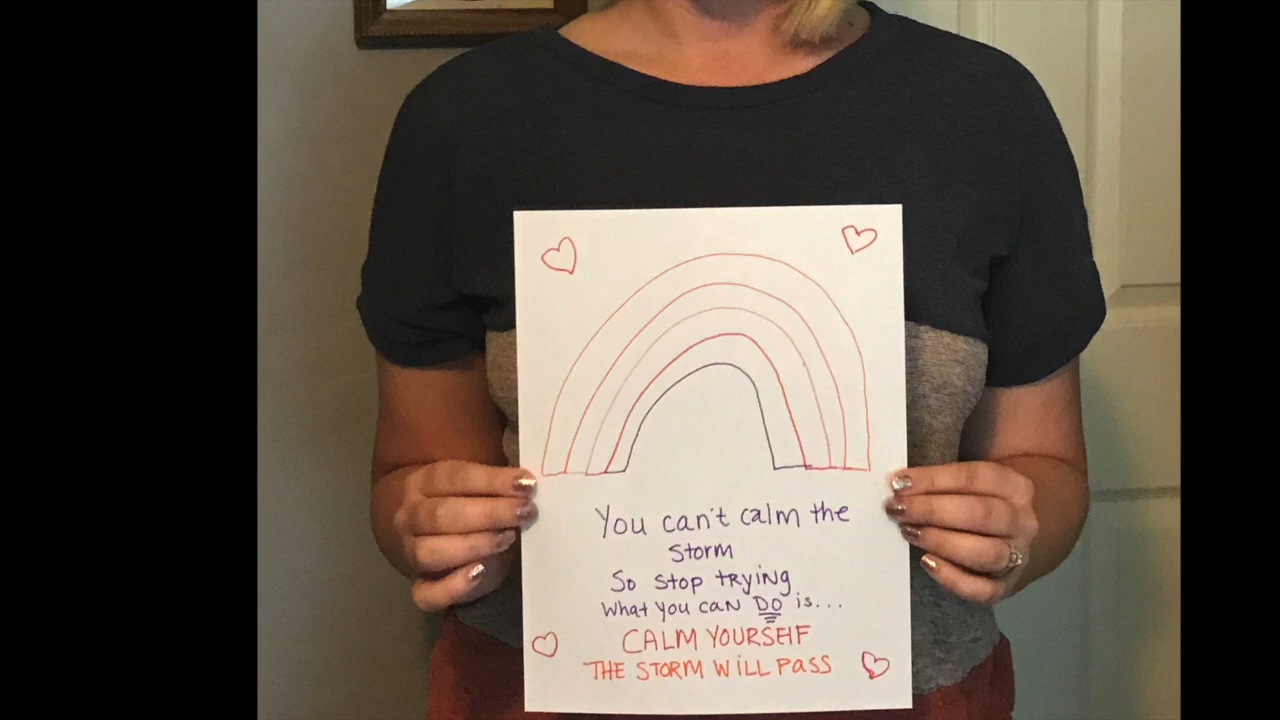 You can't calm the
Storm
So stop trying
What you can DO is...
CALM YOURSElF
THE STORM WiLL PASS